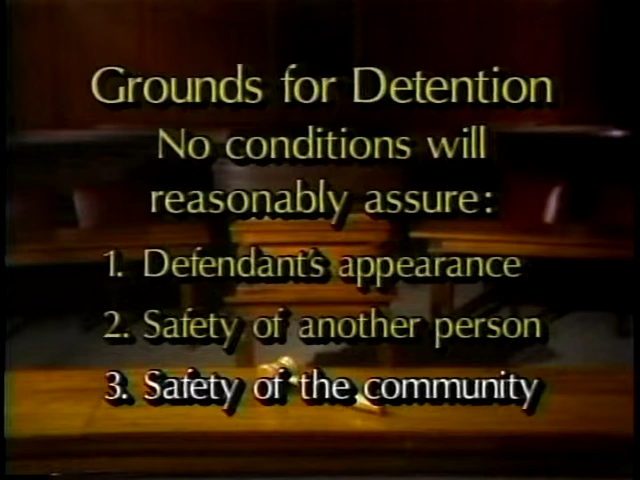 Grounds for Detention
No conditions will
reasonably assure:
1. Defendant's appearance
2. Safety of another person
3. Safety of the community